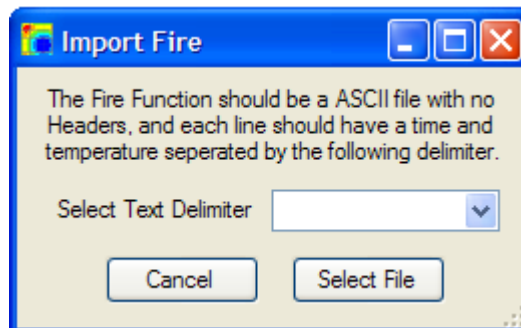 Import Fire
The Fire Function should be a ASCII file with no
Headers, and each line should have a time and
temperature seperated by the following delimiter.
Select Text Delimiter
Cancel Select File